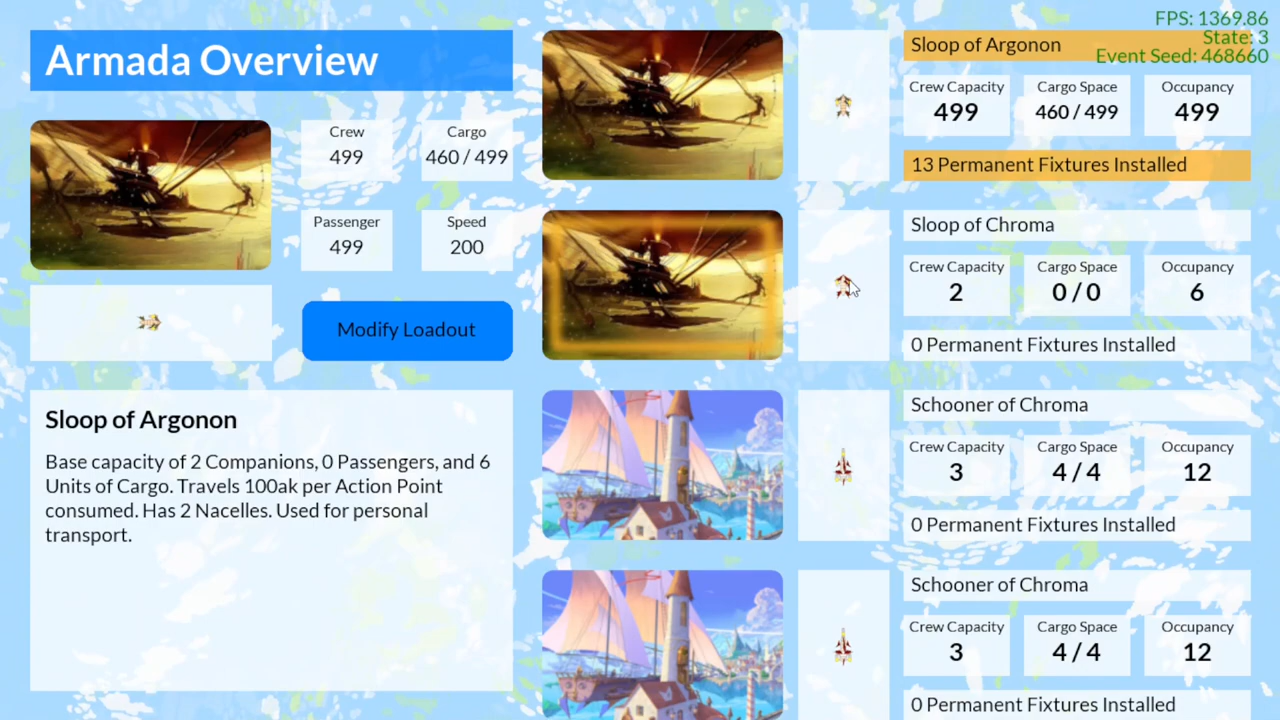 FPS: 1369.86
State: 3
Event Seed: 468660
Armada Overview
Crew
499
Cargo
460 / 499
Passenger
499
Speed
200
Modify Loadout
Sloop of Argonon
Base capacity of 2 Companions, 0 Passengers, and 6
Units of Cargo. Travels 100ak per Action Point
consumed. Has 2 Nacelles. Used for personal
transport.
Sloop of Argonon
Crew Capacity
499
Cargo Space
460 / 499
Occupancy
499
13 Permanent Fixtures Installed
Sloop of Chroma
Crew Capacity
2
Cargo Space
0 / 0
Occupancy
6
0 Permanent Fixtures Installed
Schooner of Chroma
Crew Capacity
3
Cargo Space
4 / 4
Occupancy
12
0 Permanent Fixtures Installed
Schooner of Chroma
Crew Capacity
3
Cargo Space
4 / 4
Occupancy
12
0 Permanent Fixtures Installed